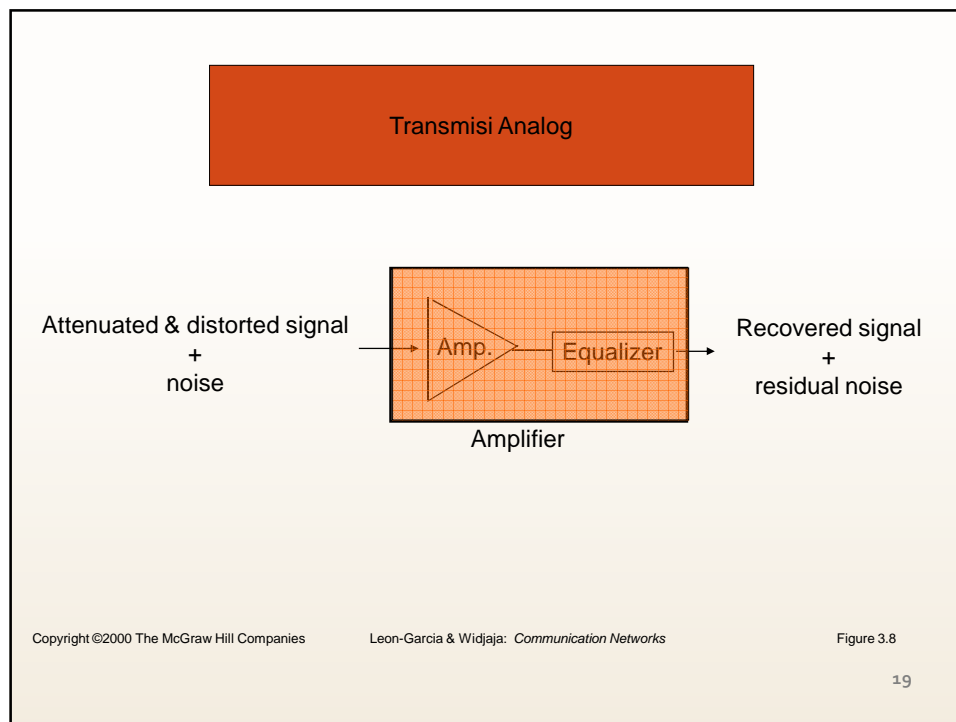 Transmisi Analog
Attenuated & distorted signal
+
noise
Amp.
Equalizer
Recovered signal
+
residual noise
Amplifier
Copyright ©2000 The McGraw Hill Companies
Leon-Garcia & Widjaja: Communication Networks
Figure 3.8
19